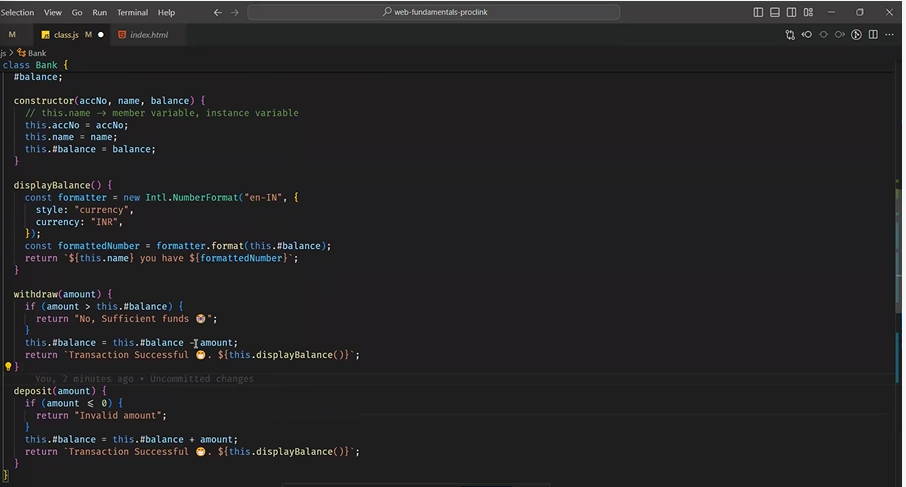 Selection View Go Run Terminal Help ← → web-fundamentals-proclink
M class.js M index.html
js > Bank
class Bank {
#balance;
constructor(accNo, name, balance) {
// this.name → member variable, instance variable
this.accNo = accNo;
this.name = name;
this.#balance = balance;
}
displayBalance() {
const formatter = new Intl.NumberFormat("en-IN", {
style: "currency",
currency: "INR",
});
const formattedNumber = formatter.format(this.#balance);
return `${this.name} you have ${formattedNumber}`;
}
withdraw(amount) {
if (amount > this.#balance) {
return "No, Sufficient funds 😭";
}
this.#balance = this.#balance - amount;
return `Transaction Successful 😁. ${this.displayBalance()}`;
}
You, 2 minutes ago • Uncommitted changes
deposit(amount) {
if (amount ⩽ 0) {
return "Invalid amount";
}
this.#balance = this.#balance + amount;
return `Transaction Successful 😁. ${this.displayBalance()}`;
}
}